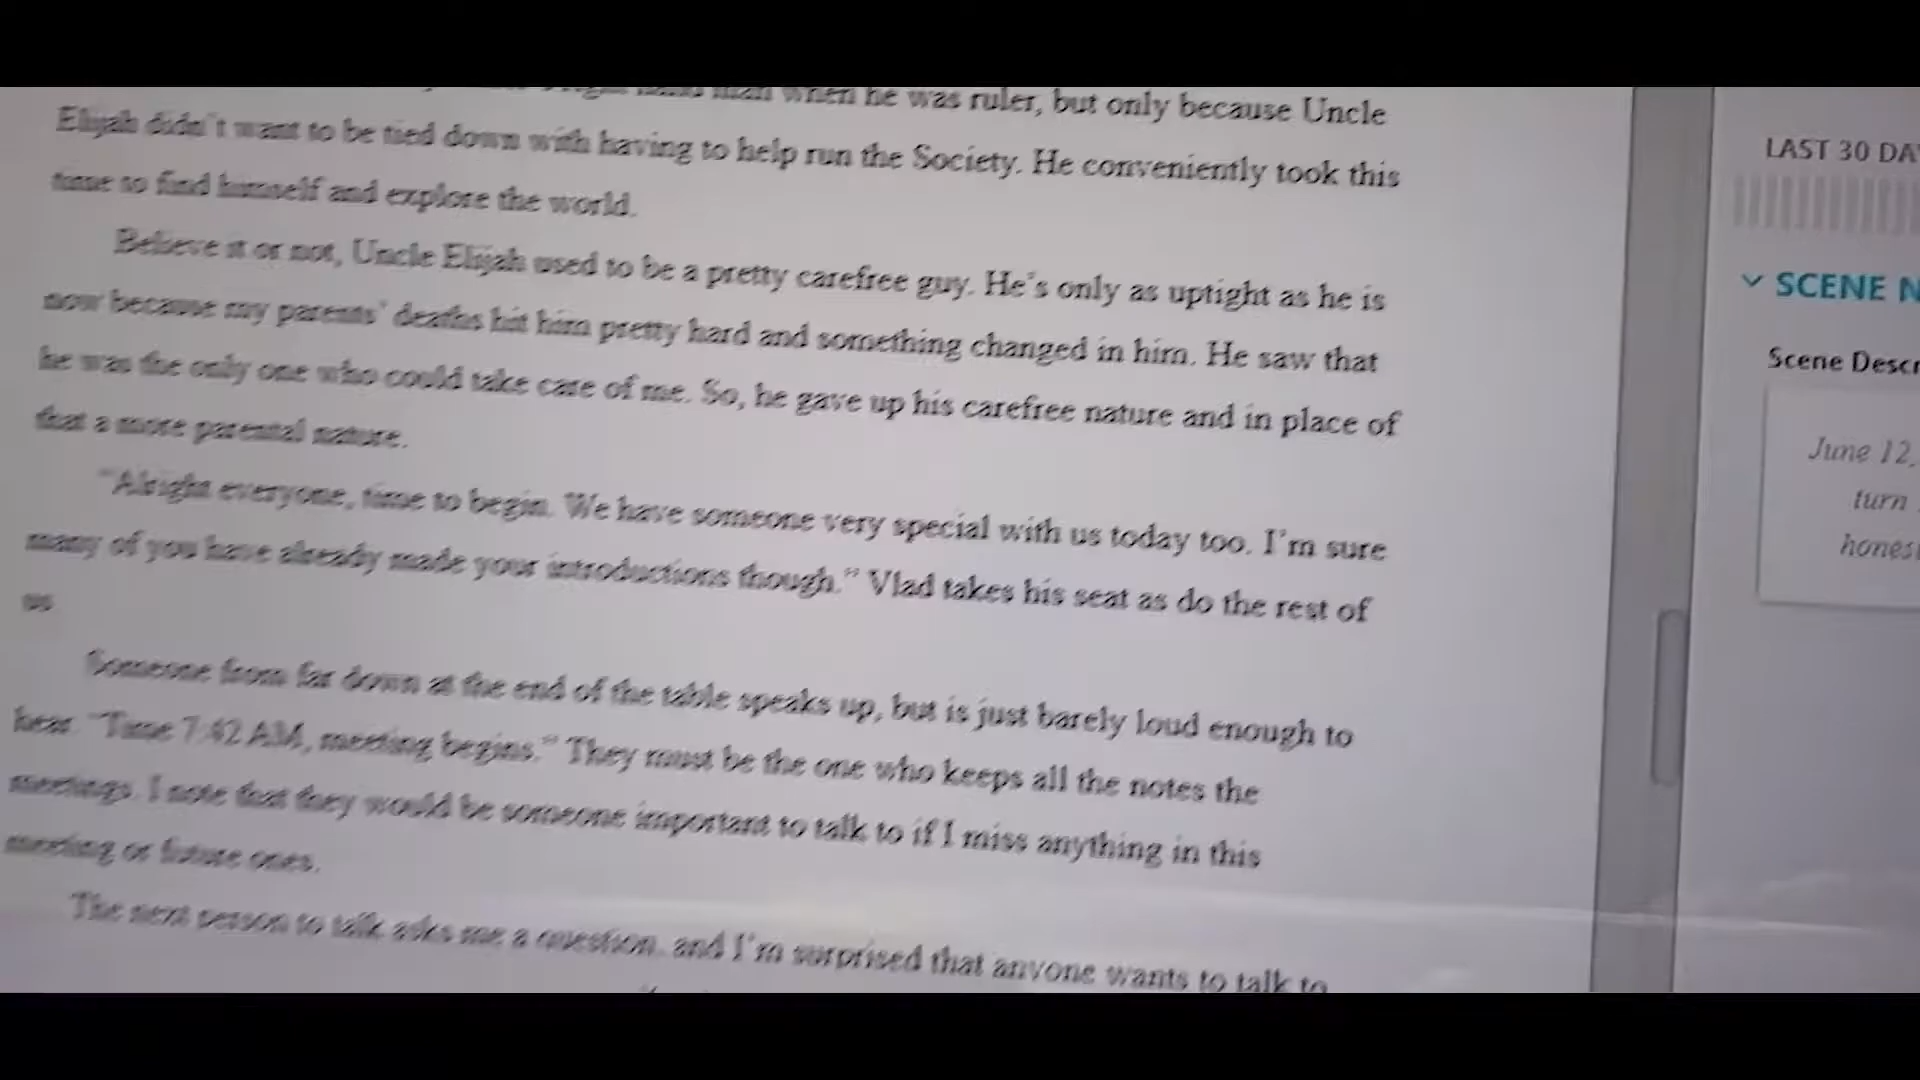 man when he was ruler, but only because Uncle
Elijah didn't want to be tied down with having to help run the Society. He conveniently took this
time to find himself and explore the world.
Believe it or not, Uncle Elijah used to be a pretty carefree guy. He's only as uptight as he is
now because my parents' deaths hit him pretty hard and something changed in him. He saw that
he was the only one who could take care of me. So, he gave up his carefree nature and in place of
that a more parental nature.
"Alright everyone, time to begin. We have someone very special with us today too. I'm sure
many of you have already made your introductions though." Vlad takes his seat as do the rest of
us
Someone from far down at the end of the table speaks up, but is just barely loud enough to
hear. "Time 7:42 AM, meeting begins." They must be the one who keeps all the notes the
meetings. I note that they would be someone important to talk to if I miss anything in this
meeting or future ones.
The next person to talk asks me a question, and I'm surprised that anyone wants to talk to
LAST 30 DA
SCENE N
Scene Descr
June 12,
turn
hones